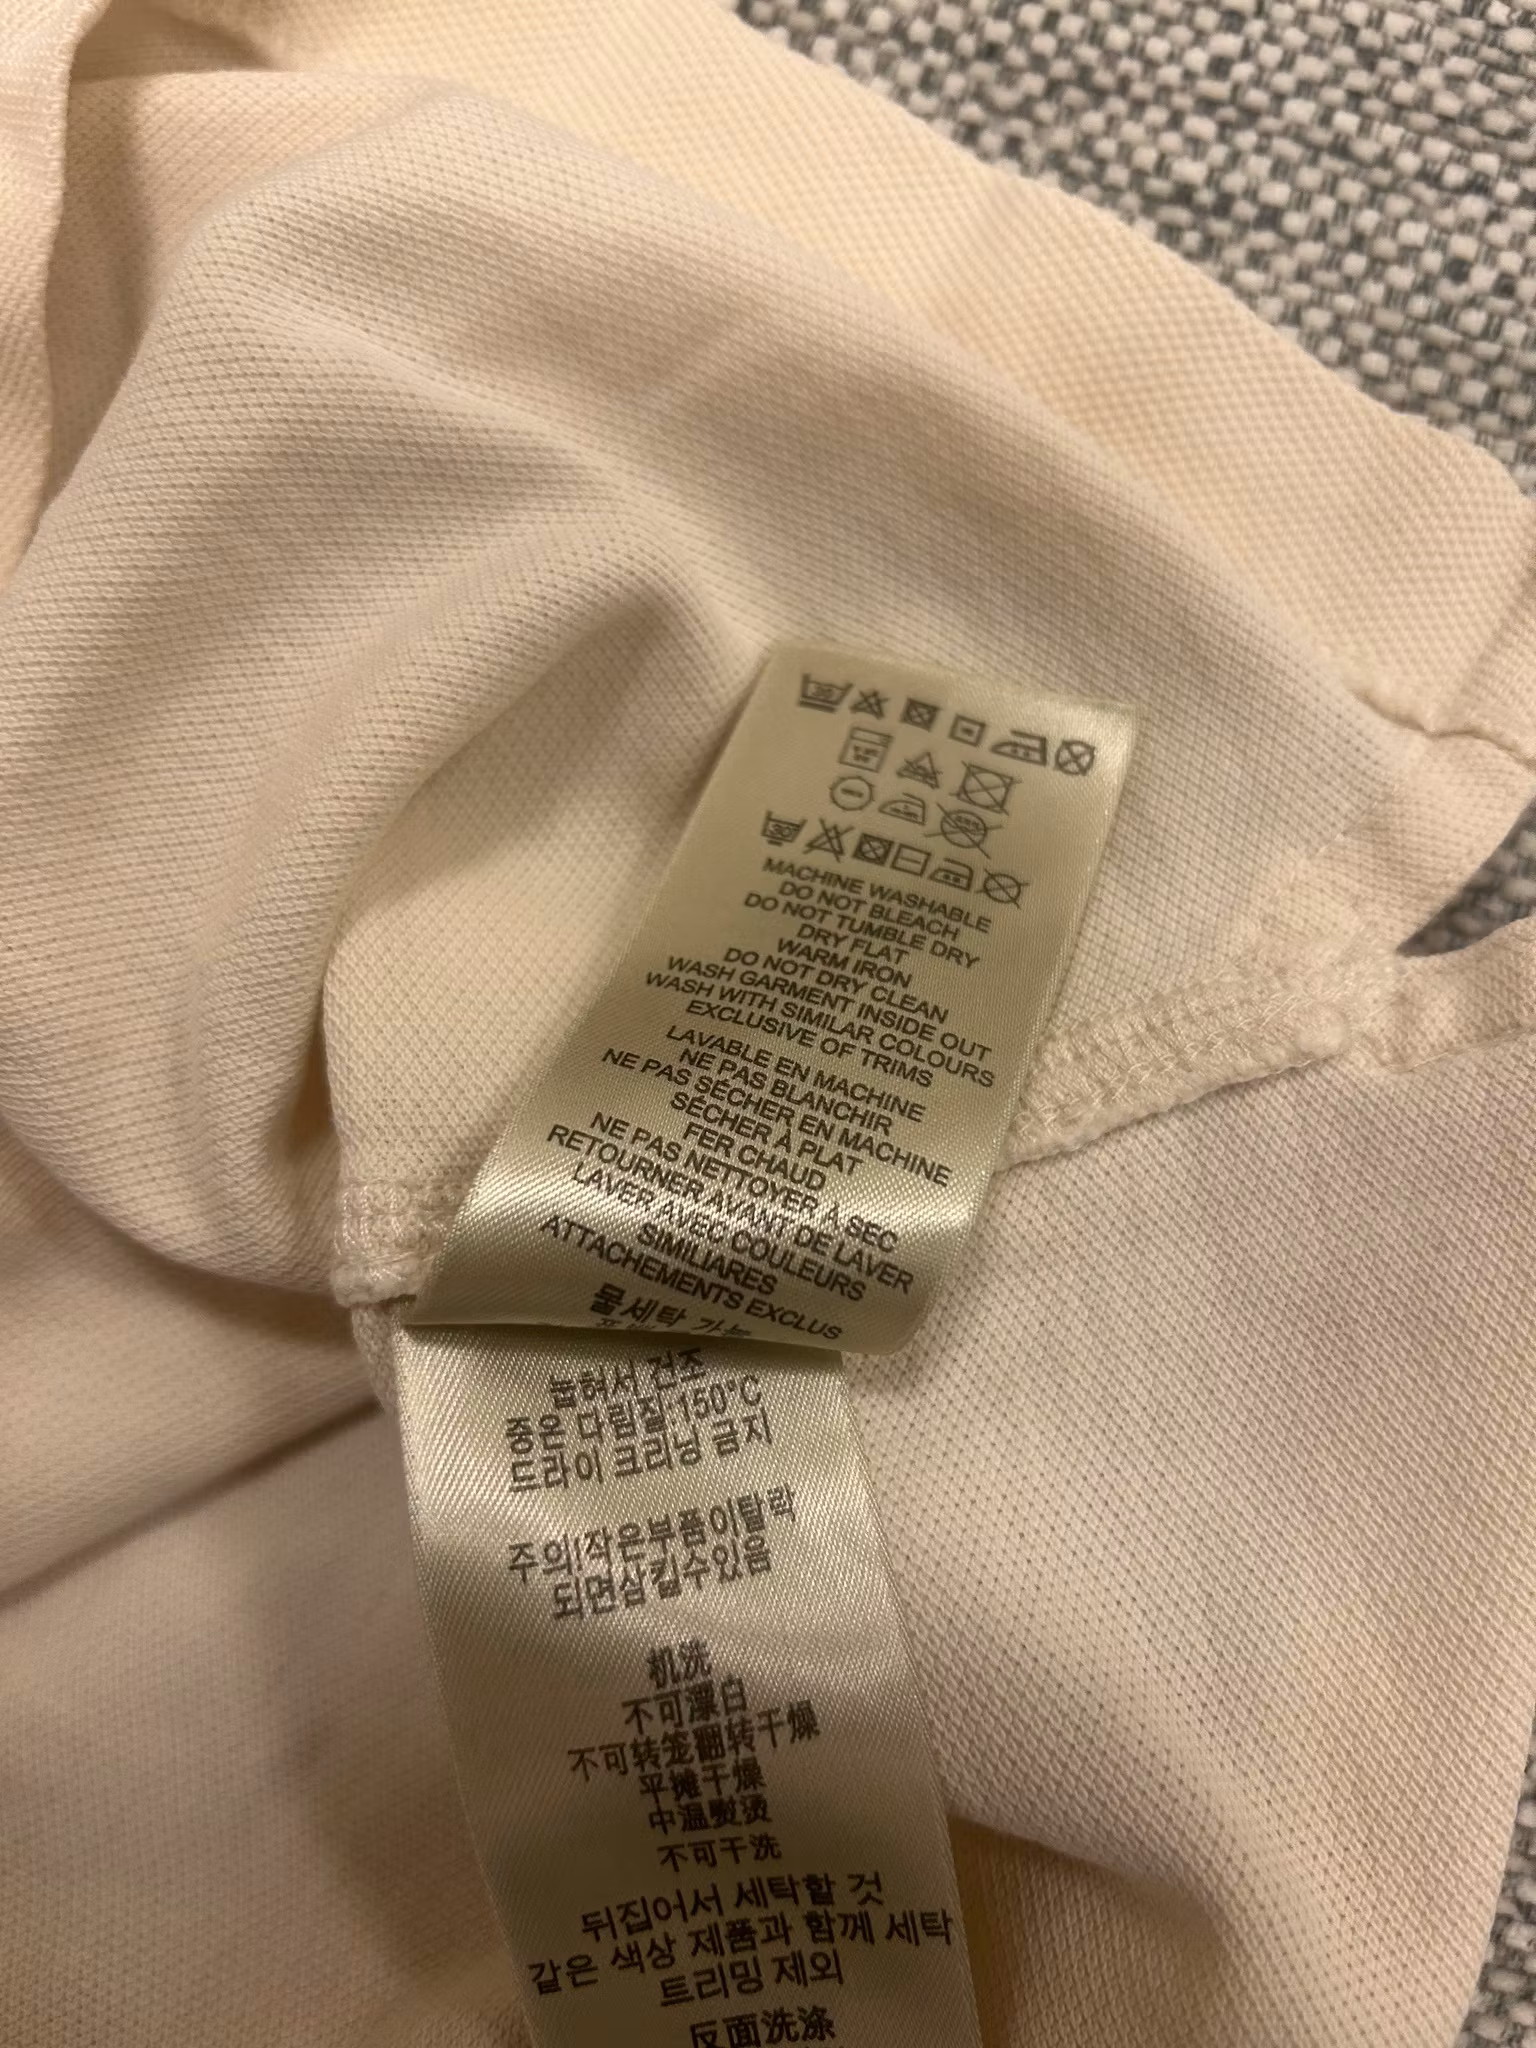 MACHINE WASHABLE
DO NOT BLEACH
DO NOT TUMBLE DRY
DRY FLAT
WARM IRON
DO NOT DRY CLEAN
WASH GARMENT INSIDE OUT
WASH WITH SIMILAR COLOURS
EXCLUSIVE OF TRIMS
LAVABLE EN MACHINE
NE PAS BLANCHIR
NE PAS SÉCHER EN MACHINE
SÉCHER À PLAT
FER CHAUD
NE PAS NETTOYER À SEC
RETOURNER AVANT DE LAVER
LAVER AVEC COULEURS
SIMILIARES
ATTACHEMENTS EXCLUS
물세탁 가능
눕혀서 건조
중온 다림질 150°C
드라이 크리닝 금지
주의!작은부품이탈락
되면삼킬수있음
机洗
不可漂白
不可转笼翻转干燥
平摊干燥
中温熨烫
不可干洗
뒤집어서 세탁할 것
같은 색상 제품과 함께 세탁
트리밍 제외
反面洗涤